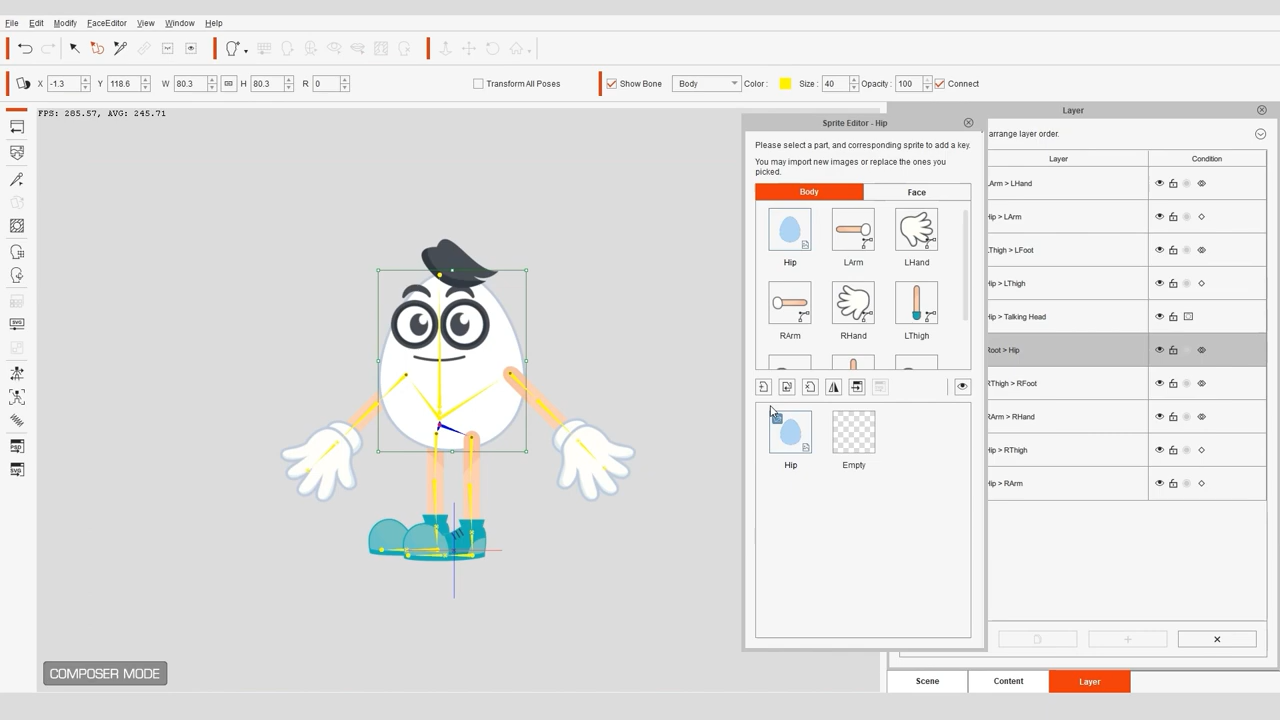 File Edit Modify FaceEditor View Window Help
X -1.3 Y 118.6 W 80.3 H 80.3 R 0 Transform All Poses Show Bone Body Color : Size : 40 Opacity : 100 Connect
FPS: 285.57, AVG: 245.71
Layer
Sprite Editor - Hip
arrange layer order.
Please select a part, and corresponding sprite to add a key.
You may import new images or replace the ones you
picked.
Layer Condition
Body Face
LArm > LHand
Hip > LArm
LThigh > LFoot
Hip LArm LHand
Hip > LThigh
Hip > Talking Head
RArm RHand LThigh
Root > Hip
RThigh > RFoot
RArm > RHand
Hip > RThigh
Hip Empty
Hip > RArm
COMPOSER MODE
Scene Content Layer